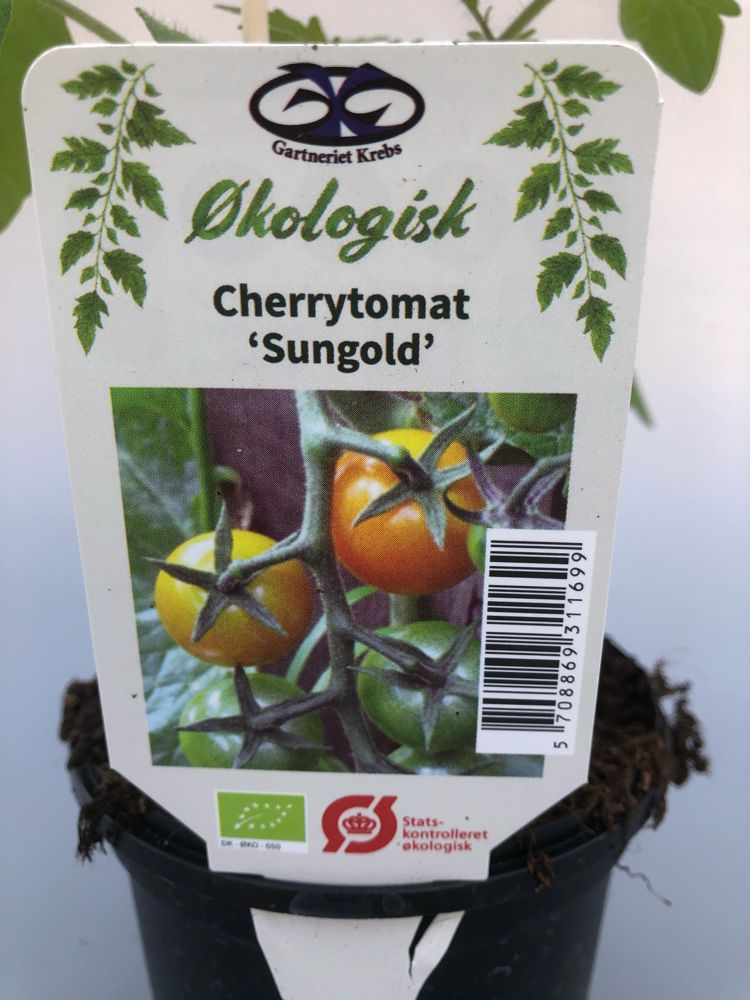 Gartneriet Krebs
Økologisk
Cherrytomat
‘Sungold’
5 708869 311699
DK - ØKO - 050
Stats-
kontrolleret
økologisk